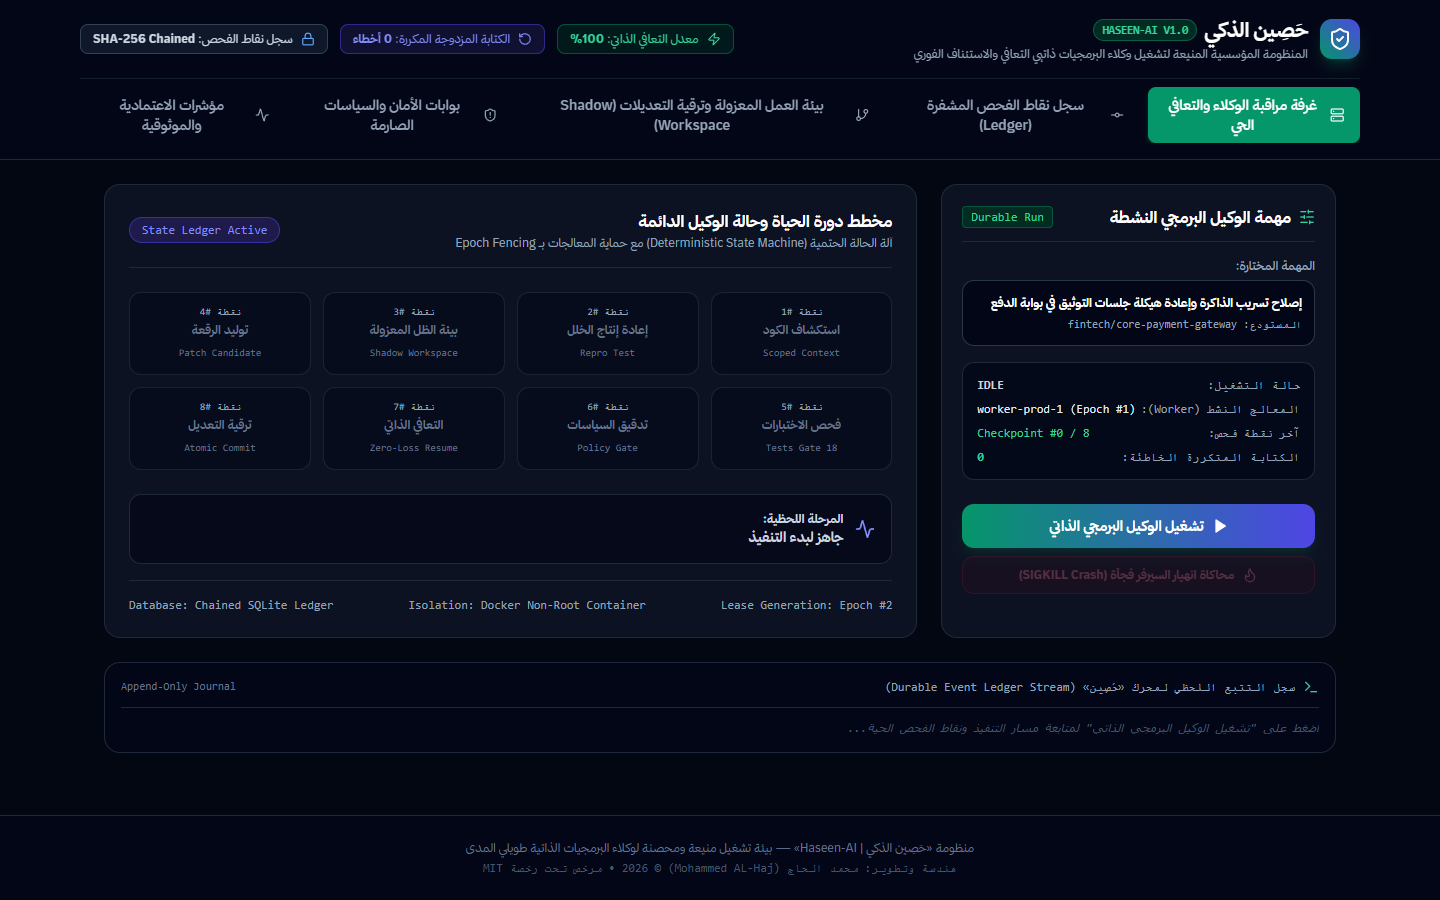 حَصِين الذكي
HASEEN-AI V1.0
المنظومة المؤسسية المنيعة لتشغيل وكلاء البرمجيات ذاتيي التعافي والاستئناف الفوري
معدل التعافي الذاتي: 100%
الكتابة المزدوجة المكررة: 0 أخطاء
سجل نقاط الفحص: SHA-256 Chained
غرفة مراقبة الوكلاء والتعافي
الحي
سجل نقاط الفحص المشفرة
(Ledger)
بيئة العمل المعزولة وترقية التعديلات (Shadow
Workspace)
بوابات الأمان والسياسات
الصارمة
مؤشرات الاعتمادية
والموثوقية
مهمة الوكيل البرمجي النشطة
Durable Run
المهمة المختارة:
إصلاح تسريب الذاكرة وإعادة هيكلة جلسات التوثيق في بوابة الدفع
المستودع: fintech/core-payment-gateway
حالة التشغيل: IDLE
المعالج النشط (Worker): worker-prod-1 (Epoch #1)
آخر نقطة فحص: Checkpoint #0 / 8
الكتابة المتكررة الخاطئة: 0
تشغيل الوكيل البرمجي الذاتي
محاكاة انهيار السيرفر فجأة (SIGKILL Crash)
مخطط دورة الحياة وحالة الوكيل الدائمة
آلة الحالة الحتمية (Deterministic State Machine) مع حماية المعالجات بـ Epoch Fencing
State Ledger Active
نقطة #1
استكشاف الكود
Scoped Context
نقطة #2
إعادة إنتاج الخلل
Repro Test
نقطة #3
بيئة الظل المعزولة
Shadow Workspace
نقطة #4
توليد الرقعة
Patch Candidate
نقطة #5
فحص الاختبارات
Tests Gate 18
نقطة #6
تدقيق السياسات
Policy Gate
نقطة #7
التعافي الذاتي
Zero-Loss Resume
نقطة #8
ترقية التعديل
Atomic Commit
المرحلة اللحظية:
جاهز لبدء التنفيذ
Lease Generation: Epoch #2
Isolation: Docker Non-Root Container
Database: Chained SQLite Ledger
سجل التتبع اللحظي لمحرك «حَصِين» (Durable Event Ledger Stream)
Append-Only Journal
اضغط على "تشغيل الوكيل البرمجي الذاتي" لمتابعة مسار التنفيذ ونقاط الفحص الحية...
منظومة «حَصِين الذكي | Haseen-AI» — بيئة تشغيل منيعة ومحصنة لوكلاء البرمجيات الذاتية طويلي المدى
هندسة وتطوير: محمد الحاج (Mohammed AL-Haj) © 2026 • مرخص تحت رخصة MIT